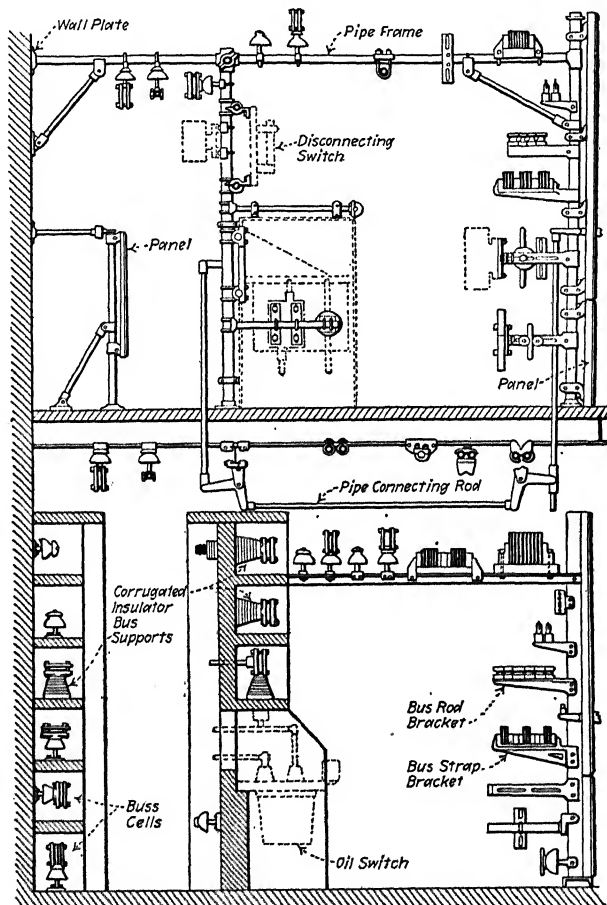 Wall Plate
Pipe Frame
Disconnecting
Switch
Panel
Panel
Pipe Connecting Rod
Corrugated
Insulator
Bus
Supports
Bus Rod
Bracket
Bus Strap
Bracket
Buss
Cells
Oil Switch